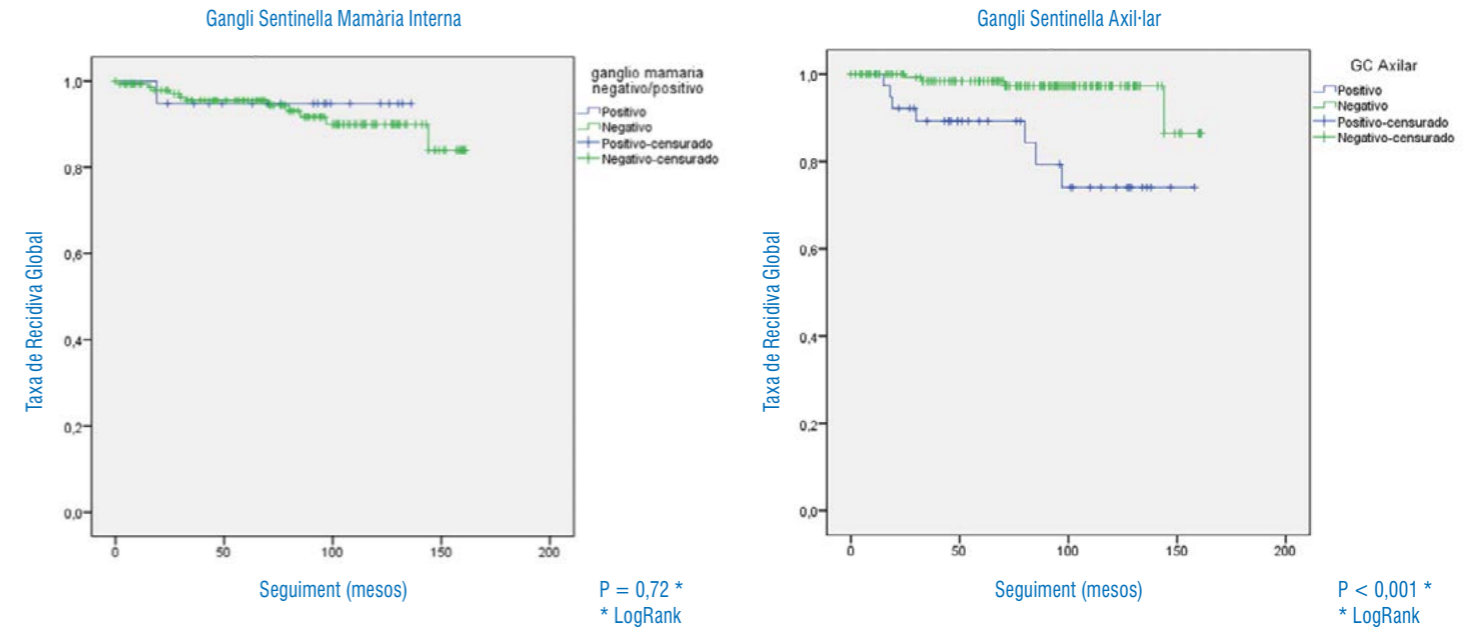 Gangli Sentinella Mamària Interna
ganglio mamaria
negativo/positivo
Positivo
Negativo
Positivo-censurado
Negativo-censurado
Taxa de Recidiva Global
1,0
0,8
0,6
0,4
0,2
0,0
0 50 100 150 200
Seguiment (mesos)
P = 0,72 *
* LogRank
Gangli Sentinella Axil·lar
GC Axilar
Positivo
Negativo
Positivo-censurado
Negativo-censurado
Taxa de Recidiva Global
1,0
0,8
0,6
0,4
0,2
0,0
0 50 100 150 200
Seguiment (mesos)
P < 0,001 *
* LogRank